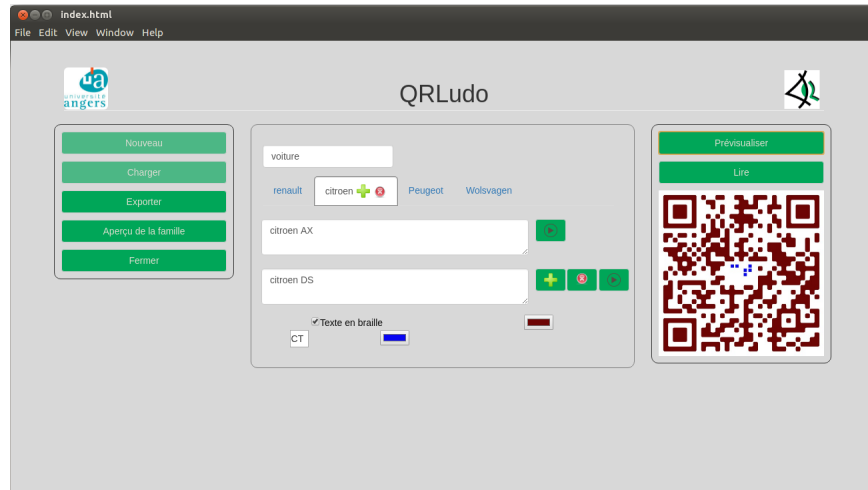 index.html
File Edit View Window Help
ua
université
angers
QRLudo
Nouveau
Charger
Exporter
Aperçu de la famille
Fermer
voiture
renault citroen Peugeot Wolsvagen
citroen AX
citroen DS
Texte en braille
CT
Prévisualiser
Lire